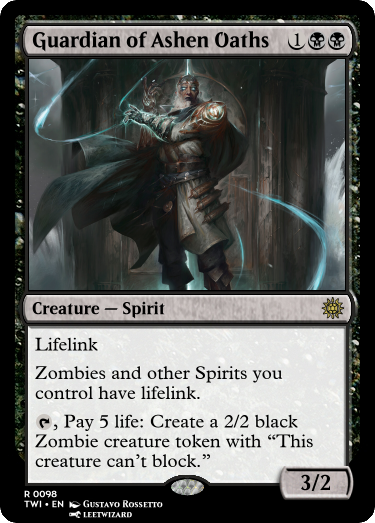 Guardian of Ashen Oaths 1
Creature — Spirit
Lifelink
Zombies and other Spirits you
control have lifelink.
, Pay 5 life: Create a 2/2 black
Zombie creature token with “This
creature can’t block.”
3/2
R 0098
TWI • EN Gustavo Rossetto
LEETWIZARD